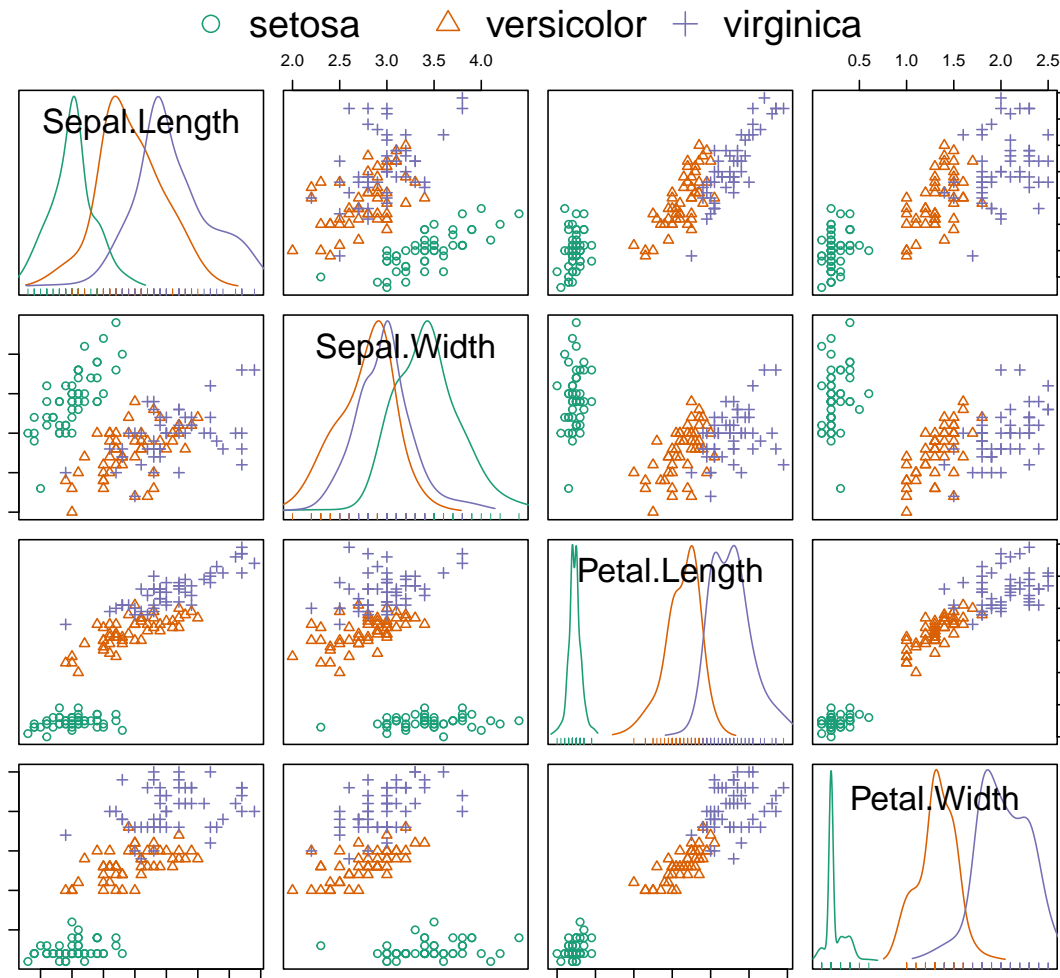 setosa versicolor virginica
2.0 2.5 3.0 3.5 4.0
0.5 1.0 1.5 2.0 2.5
Sepal.Length
Sepal.Width
Petal.Length
Petal.Width